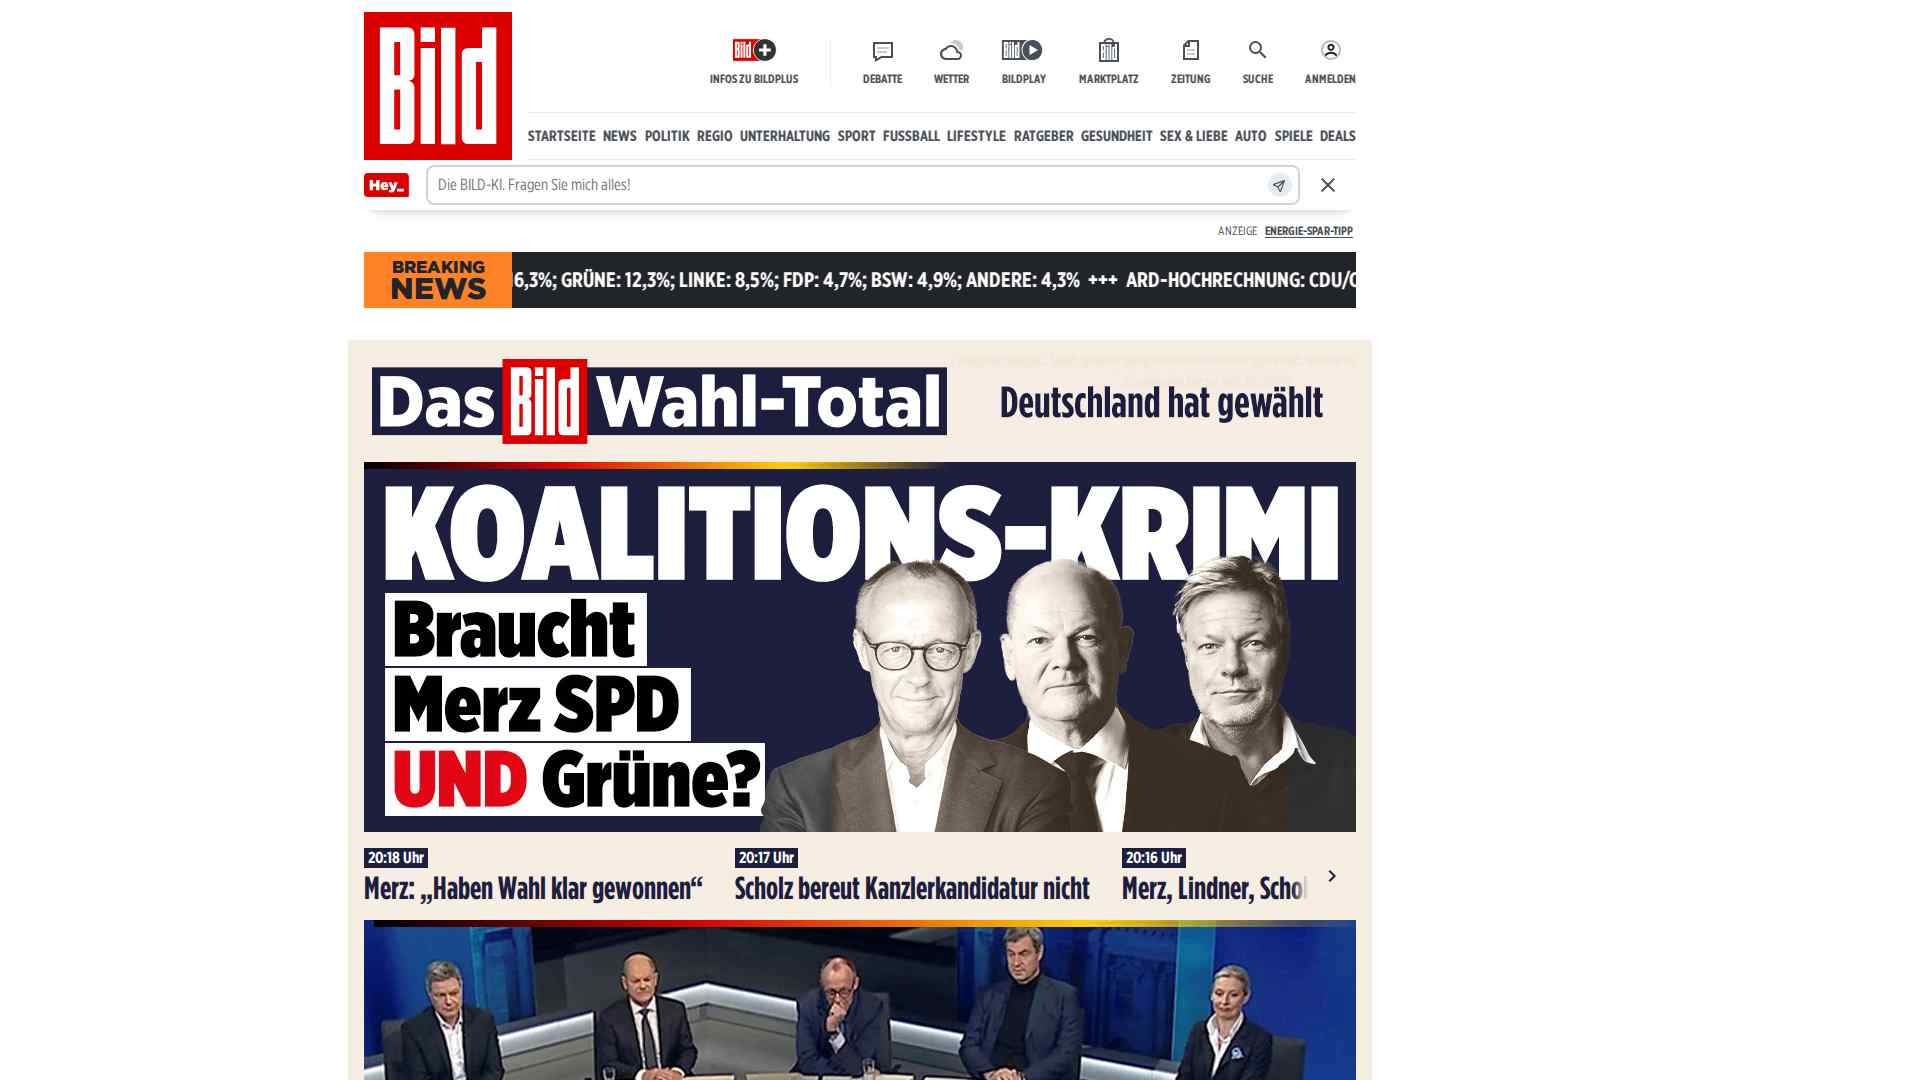 Bild
Bild+
Bild
Bild
INFOS ZU BILDPLUS
DEBATTE
WETTER
BILDPLAY
MARKTPLATZ
ZEITUNG
SUCHE
ANMELDEN
STARTSEITE NEWS POLITIK REGIO UNTERHALTUNG SPORT FUSSBALL LIFESTYLE RATGEBER GESUNDHEIT SEX & LIEBE AUTO SPIELE DEALS
Hey_
Die BILD-KI. Fragen Sie mich alles!
ANZEIGE ENERGIE-SPAR-TIPP
BREAKING
NEWS
16,3%; GRÜNE: 12,3%; LINKE: 8,5%; FDP: 4,7%; BSW: 4,9%; ANDERE: 4,3% +++ ARD-HOCHRECHNUNG: CDU/C
Das Bild Wahl-Total
Deutschland hat gewählt
KOALITIONS-KRIMI
Braucht
Merz SPD
UND Grüne?
20:18 Uhr
Merz: „Haben Wahl klar gewonnen“
20:17 Uhr
Scholz bereut Kanzlerkandidatur nicht
20:16 Uhr
Merz, Lindner, Schol